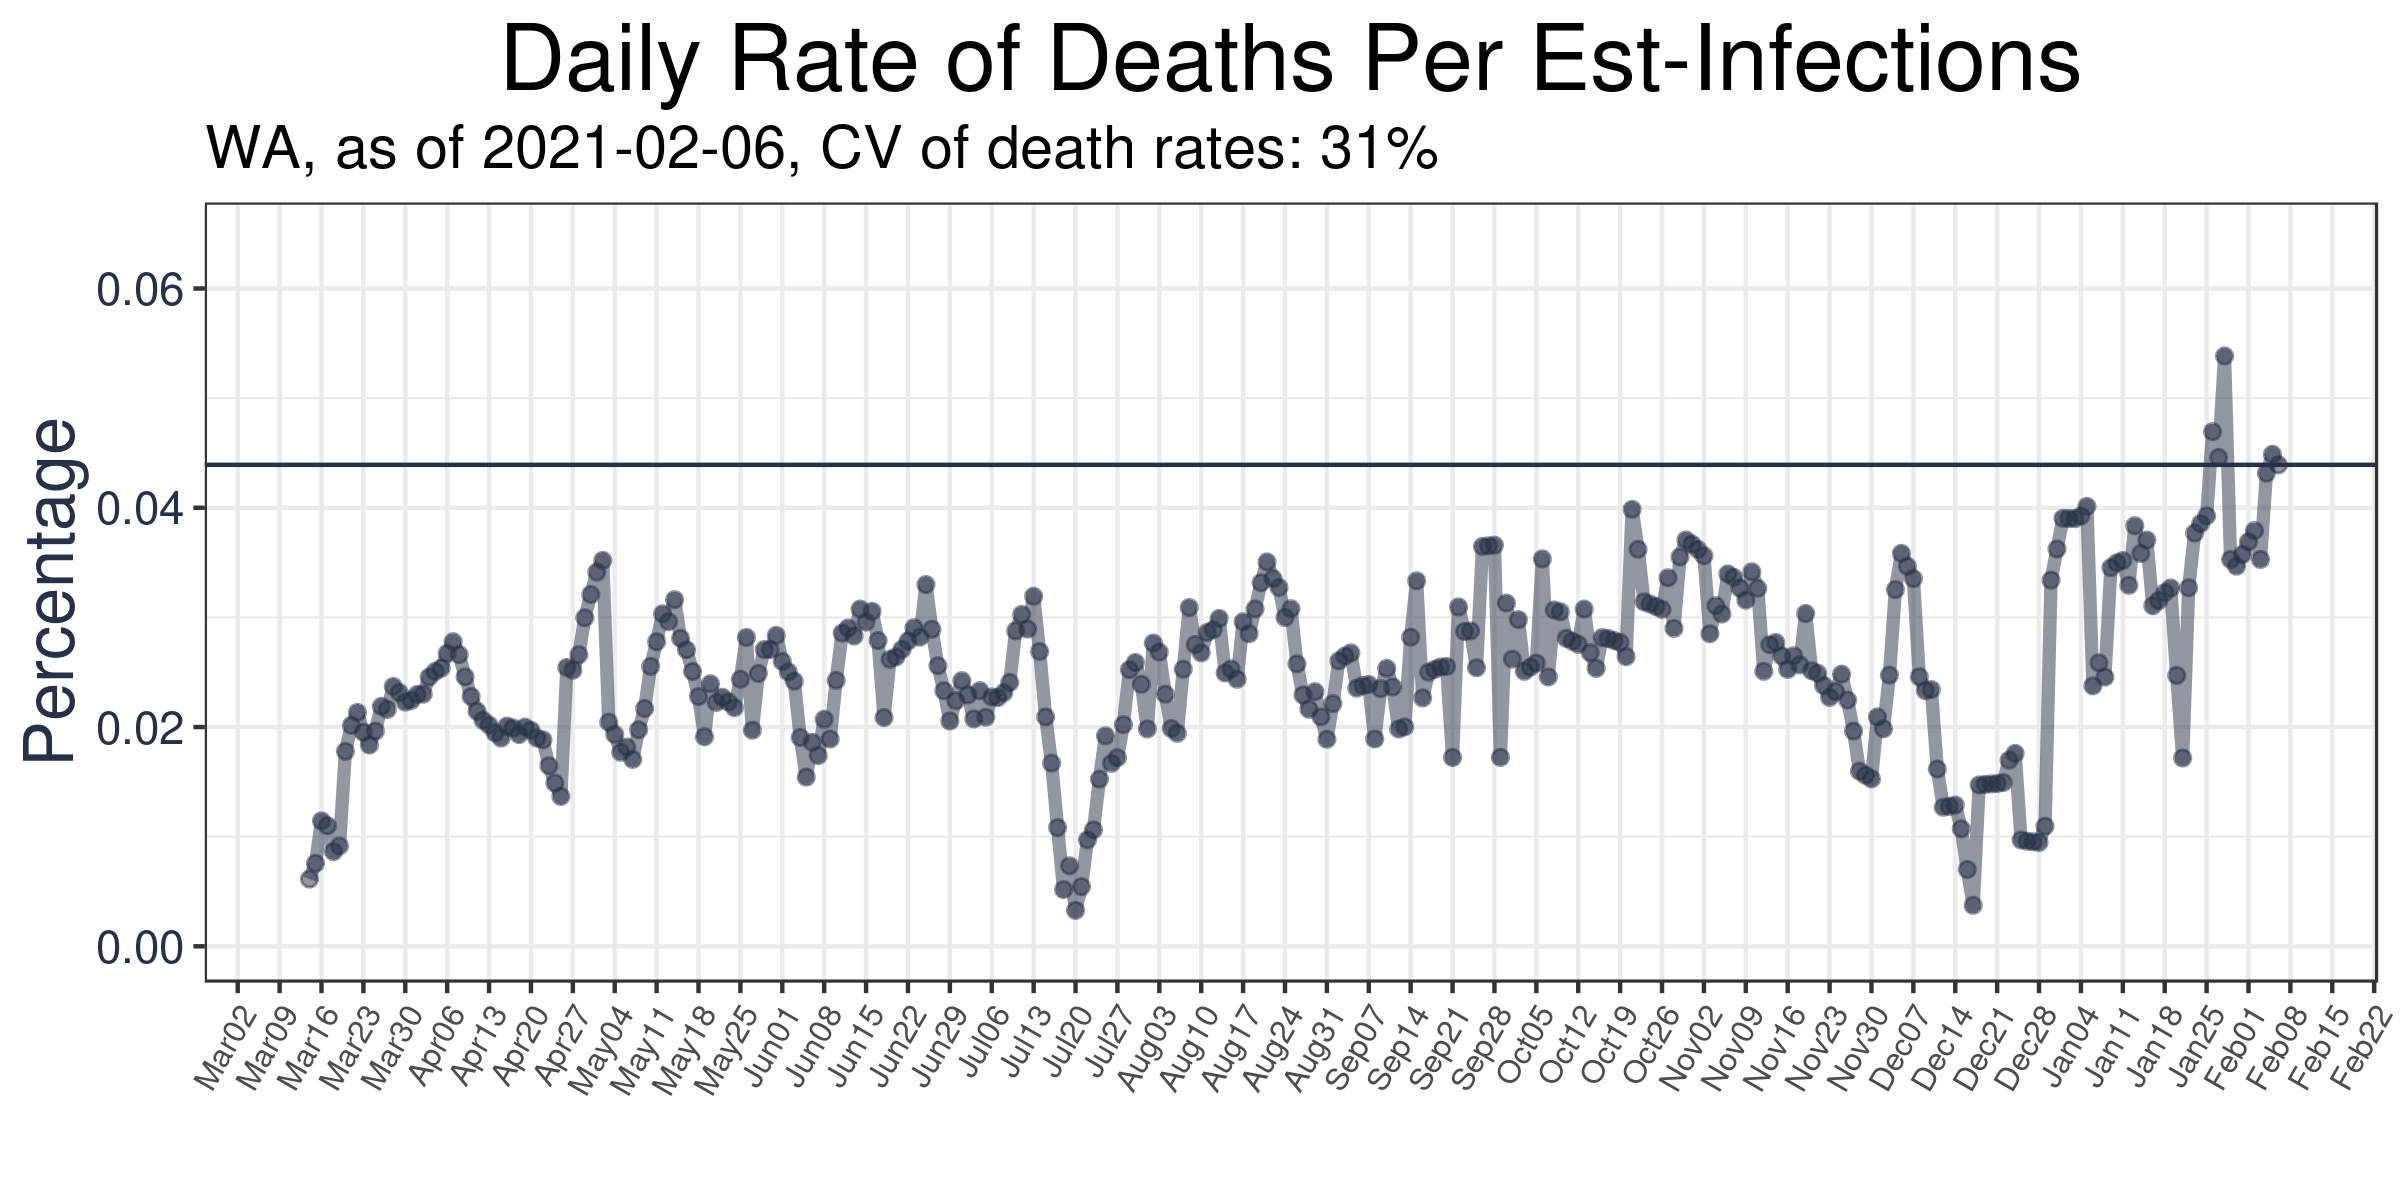 Daily Rate of Deaths Per Est-Infections
WA, as of 2021-02-06, CV of death rates: 31%
Percentage
0.06
0.04
0.02
0.00
Mar02
Mar09
Mar16
Mar23
Mar30
Apr06
Apr13
Apr20
Apr27
May04
May11
May18
May25
Jun01
Jun08
Jun15
Jun22
Jun29
Jul06
Jul13
Jul20
Jul27
Aug03
Aug10
Aug17
Aug24
Aug31
Sep07
Sep14
Sep21
Sep28
Oct05
Oct12
Oct19
Oct26
Nov02
Nov09
Nov16
Nov23
Nov30
Dec07
Dec14
Dec21
Dec28
Jan04
Jan11
Jan18
Jan25
Feb01
Feb08
Feb15
Feb22